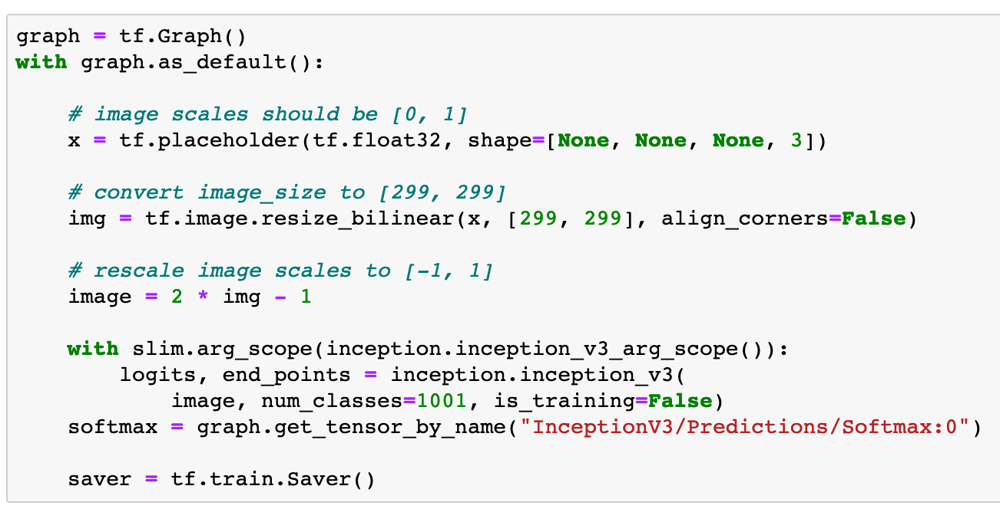 graph = tf.Graph()
with graph.as_default():
    # image scales should be [0, 1]
    x = tf.placeholder(tf.float32, shape=[None, None, None, 3])
    # convert image_size to [299, 299]
    img = tf.image.resize_bilinear(x, [299, 299], align_corners=False)
    # rescale image scales to [-1, 1]
    image = 2 * img - 1
    with slim.arg_scope(inception.inception_v3_arg_scope()):
        logits, end_points = inception.inception_v3(
            image, num_classes=1001, is_training=False)
    softmax = graph.get_tensor_by_name("InceptionV3/Predictions/Softmax:0")
    saver = tf.train.Saver()